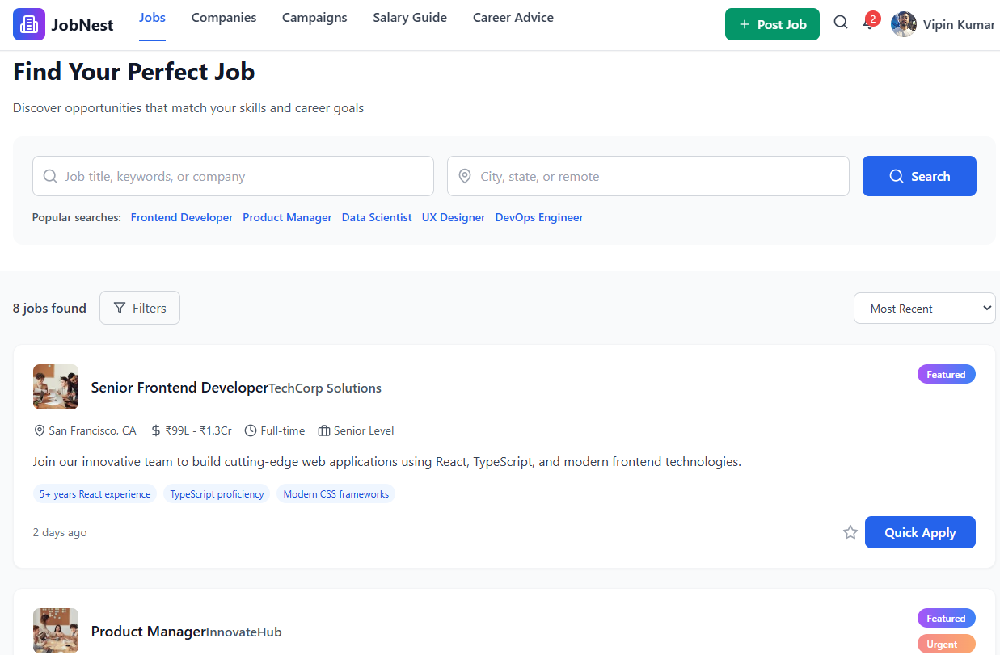 JobNest
Jobs Companies Campaigns Salary Guide Career Advice
+ Post Job
2
Vipin Kumar
Find Your Perfect Job
Discover opportunities that match your skills and career goals
Job title, keywords, or company
City, state, or remote
Search
Popular searches: Frontend Developer Product Manager Data Scientist UX Designer DevOps Engineer
8 jobs found
Filters
Most Recent
Senior Frontend DeveloperTechCorp Solutions
Featured
San Francisco, CA $ ₹99L - ₹1.3Cr Full-time Senior Level
Join our innovative team to build cutting-edge web applications using React, TypeScript, and modern frontend technologies.
5+ years React experience TypeScript proficiency Modern CSS frameworks
2 days ago
Quick Apply
Product ManagerInnovateHub
Featured
Urgent